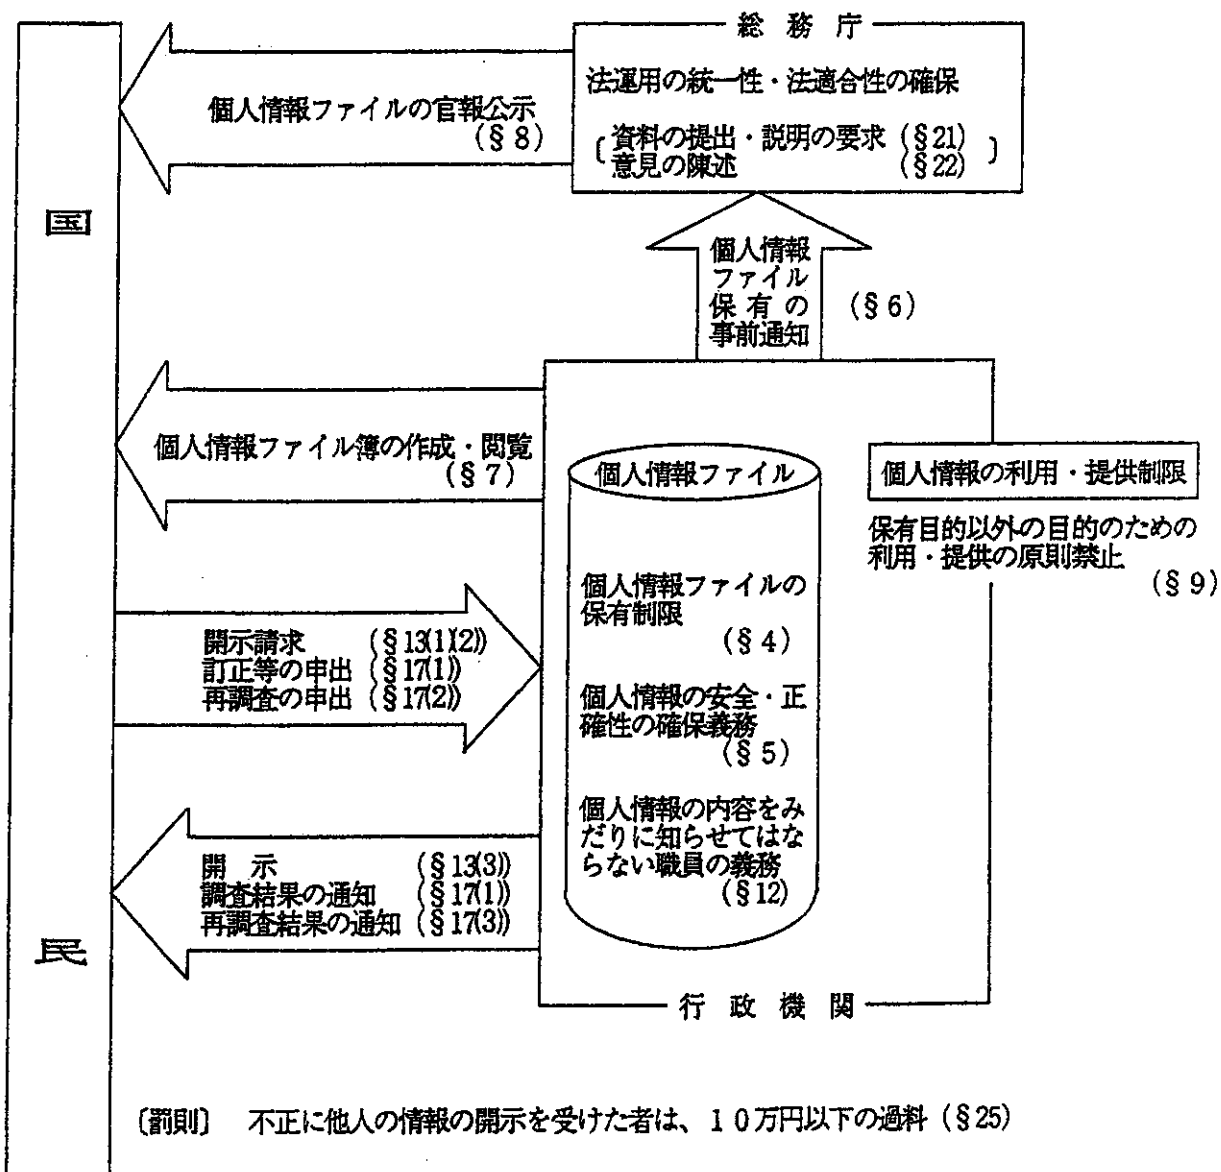 総務庁
法運用の統一性・法適合性の確保
〔資料の提出・説明の要求（§21）
意見の陳述（§22）〕
個人情報ファイルの官報公示
（§8）
国
民
個人情報
ファイル
保有の
事前通知
（§6）
個人情報ファイル簿の作成・閲覧
（§7）
個人情報ファイル
個人情報の利用・提供制限
保有目的以外の目的のための
利用・提供の原則禁止
（§9）
個人情報ファイルの
保有制限
（§4）
開示請求（§13(1)(2)）
訂正等の申出（§17(1)）
再調査の申出（§17(2)）
個人情報の安全・正
確性の確保義務
（§5）
個人情報の内容をみ
だりに知らせてはな
らない職員の義務
（§12）
開示（§13(3)）
調査結果の通知（§17(1)）
再調査結果の通知（§17(3)）
行政機関
〔罰則〕 不正に他人の情報の開示を受けた者は、１０万円以下の過料（§25）